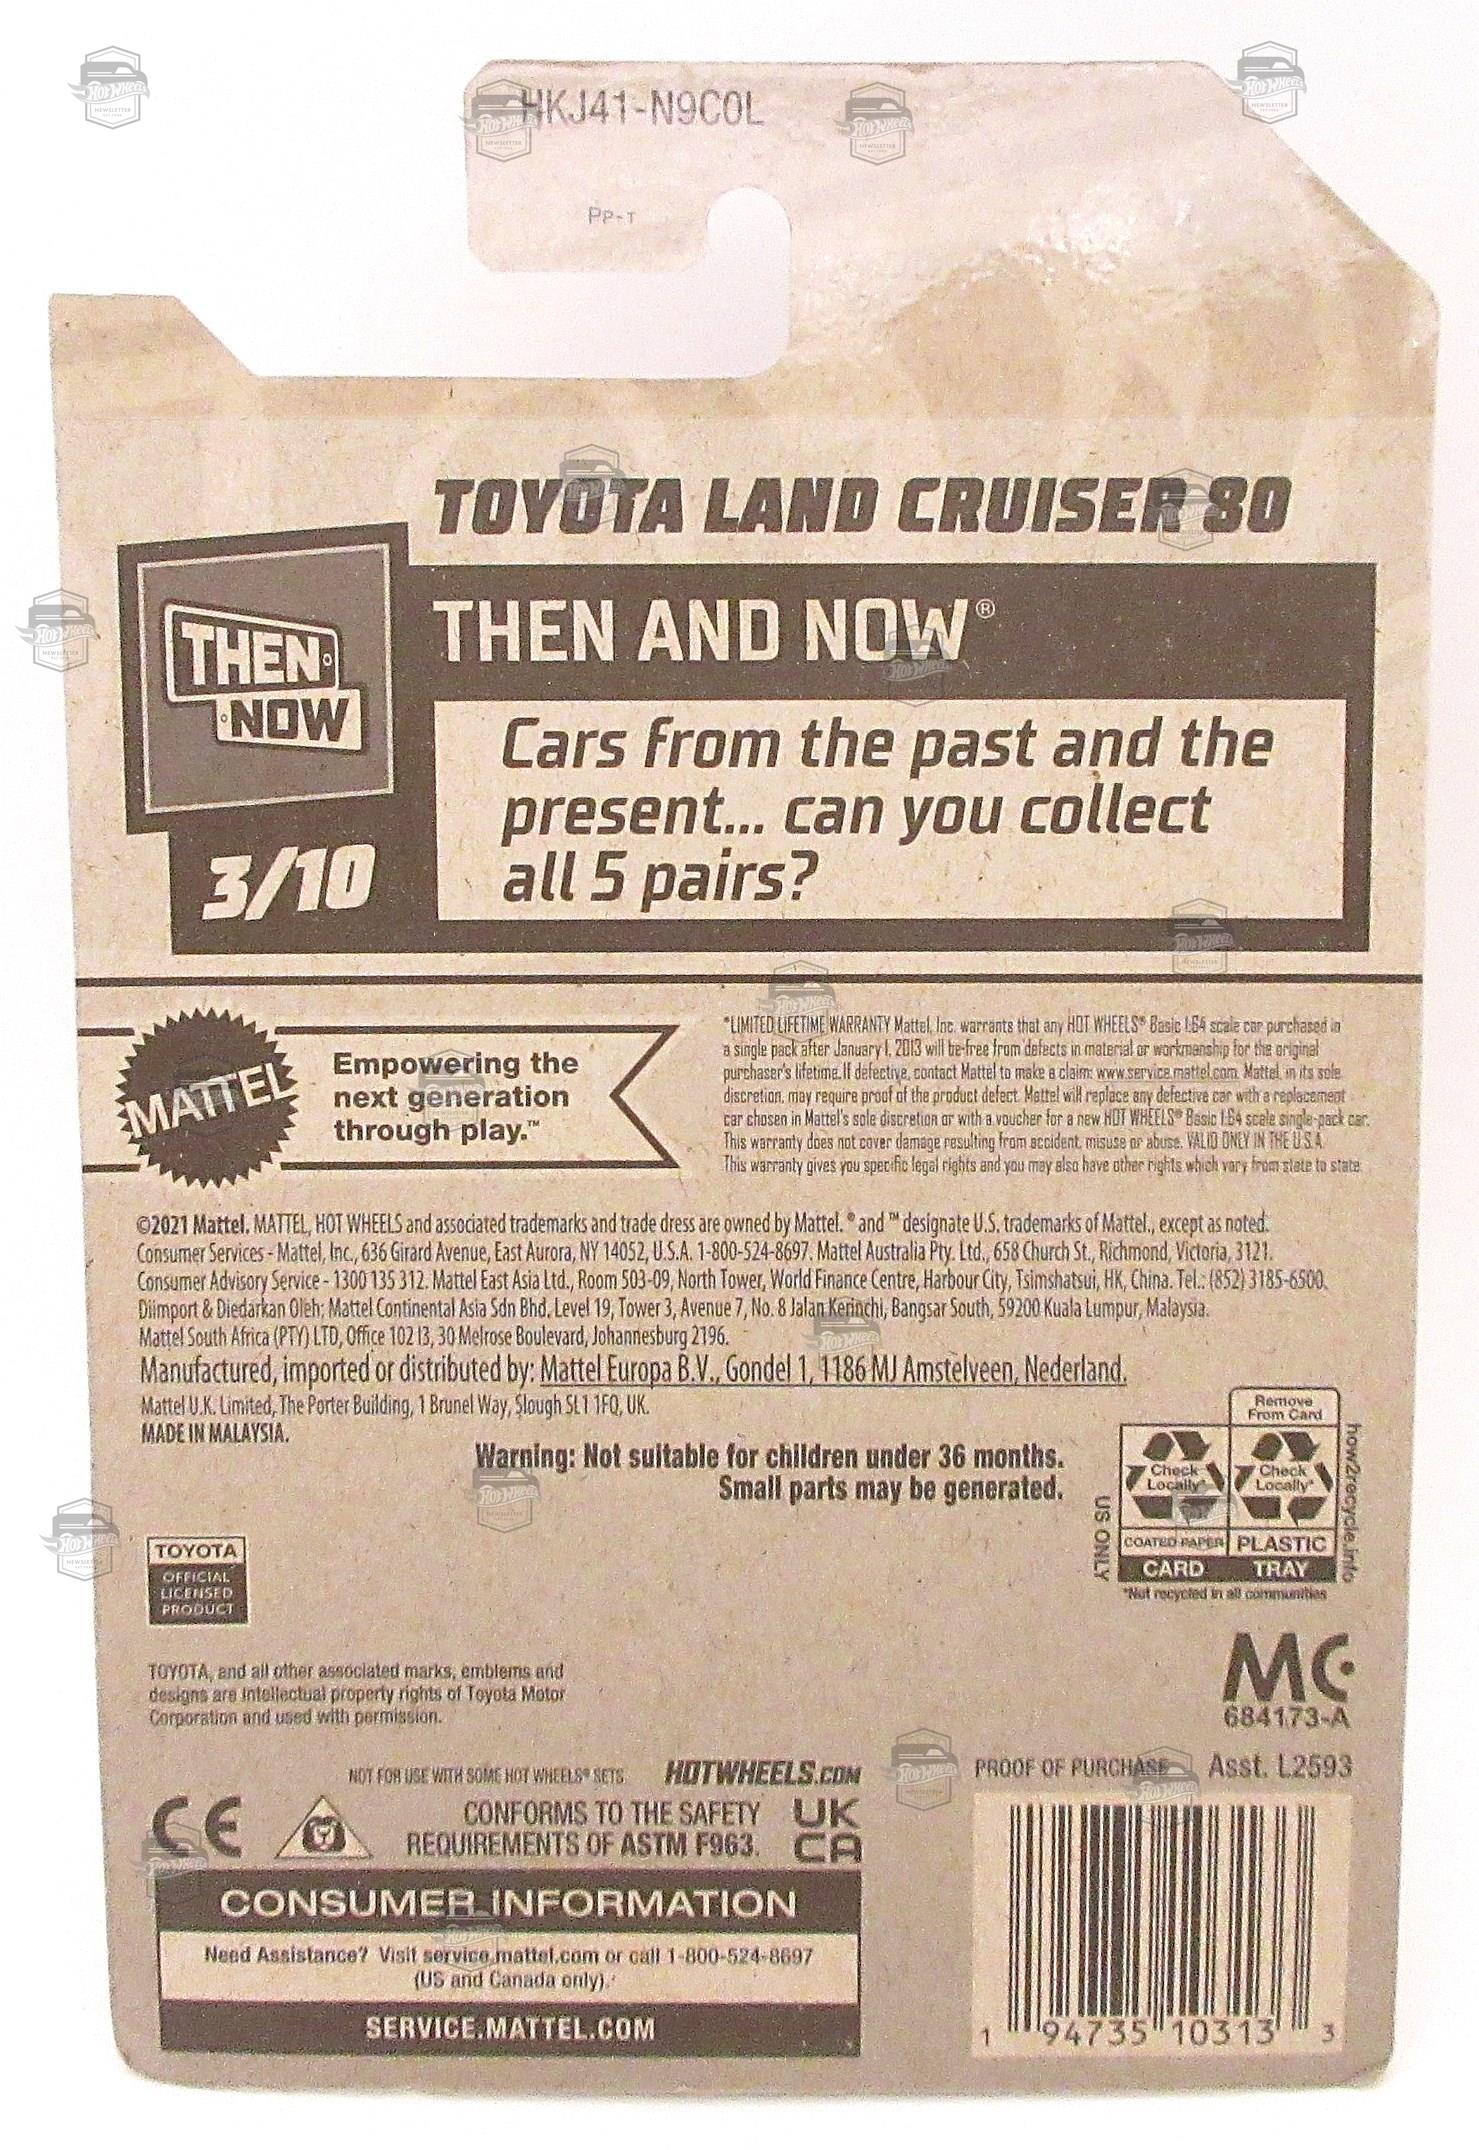 HKJ41-N9C0L
PP-T
TOYOTA LAND CRUISER 80
THEN AND NOW®
THEN
NOW
Cars from the past and the
present... can you collect
all 5 pairs?
3/10
MATTEL
Empowering the
next generation
through play.™
*LIMITED LIFETIME WARRANTY Mattel, Inc. warrants that any HOT WHEELS® Basic 1:64 scale car purchased in
a single pack after January 1, 2013 will be free from defects in material or workmanship for the original
purchaser's lifetime. If defective, contact Mattel to make a claim: www.service.mattel.com. Mattel, in its sole
discretion, may require proof of the product defect. Mattel will replace any defective car with a replacement
car chosen in Mattel's sole discretion or with a voucher for a new HOT WHEELS® Basic 1:64 scale single-pack car.
This warranty does not cover damage resulting from accident, misuse or abuse. VALID ONLY IN THE U.S.A.
This warranty gives you specific legal rights and you may also have other rights which vary from state to state.
©2021 Mattel. MATTEL, HOT WHEELS and associated trademarks and trade dress are owned by Mattel. ® and ™ designate U.S. trademarks of Mattel., except as noted.
Consumer Services - Mattel, Inc., 636 Girard Avenue, East Aurora, NY 14052, U.S.A. 1-800-524-8697. Mattel Australia Pty. Ltd., 658 Church St., Richmond, Victoria, 3121.
Consumer Advisory Service - 1300 135 312. Mattel East Asia Ltd., Room 503-09, North Tower, World Finance Centre, Harbour City, Tsimshatsui, HK, China. Tel.: (852) 3185-6500.
Diimport & Diedarkan Oleh: Mattel Continental Asia Sdn Bhd. Level 19, Tower 3, Avenue 7, No. 8 Jalan Kerinchi, Bangsar South, 59200 Kuala Lumpur, Malaysia.
Mattel South Africa (PTY) LTD, Office 102 I3, 30 Melrose Boulevard, Johannesburg 2196.
Manufactured, imported or distributed by: Mattel Europa B.V., Gondel 1, 1186 MJ Amstelveen, Nederland.
Mattel U.K. Limited, The Porter Building, 1 Brunel Way, Slough SL1 1FQ, UK.
MADE IN MALAYSIA.
Warning: Not suitable for children under 36 months.
Small parts may be generated.
Remove
From Card
Check
Locally*
Check
Locally*
COATED PAPER
PLASTIC
CARD
TRAY
US ONLY
how2recycle.info
*Not recycled in all communities
TOYOTA
OFFICIAL
LICENSED
PRODUCT
TOYOTA, and all other associated marks, emblems and
designs are intellectual property rights of Toyota Motor
Corporation and used with permission.
MC
684173-A
NOT FOR USE WITH SOME HOT WHEELS® SETS
HOTWHEELS.COM
PROOF OF PURCHASE
Asst. L2593
CE
CONFORMS TO THE SAFETY
REQUIREMENTS OF ASTM F963.
UK
CA
CONSUMER INFORMATION
Need Assistance? Visit service.mattel.com or call 1-800-524-8697
(US and Canada only).
SERVICE.MATTEL.COM
1 94735 10313 3
Hot Wheels
NEWSLETTER